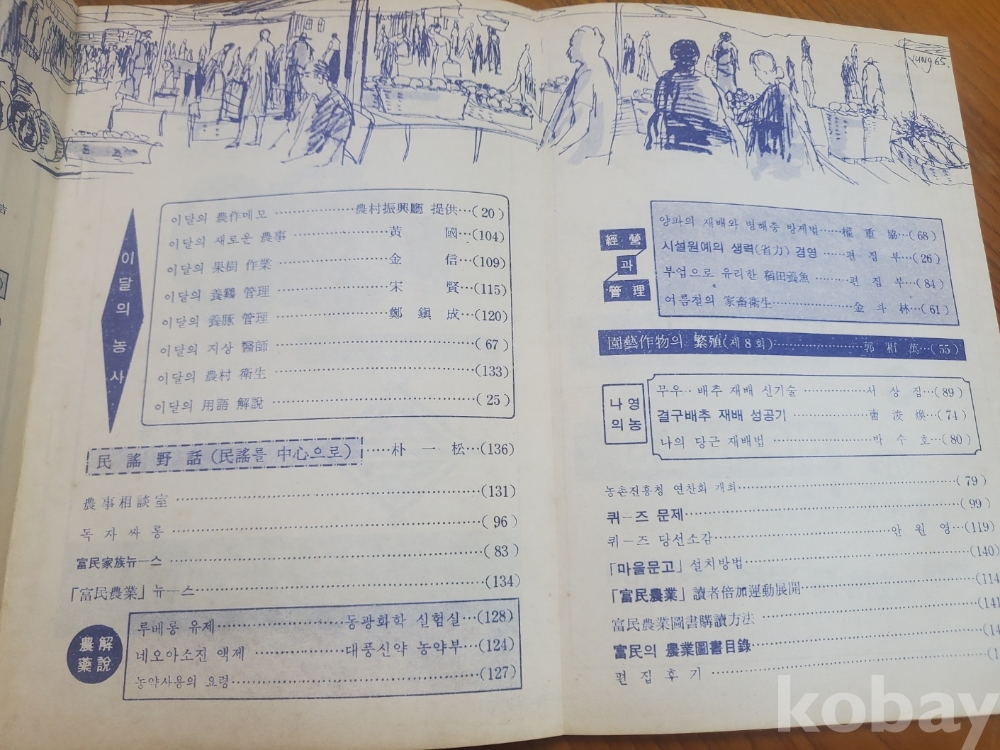 JUNG65.
이달의 농사
이달의 農作메모 ……… 農村振興廳 提供…(20)
이달의 새로운 農事 ……… 黃 國…(104)
이달의 果樹 作業 ……… 金 信…(109)
이달의 養鷄 管理 ……… 宋 賢…(115)
이달의 養豚 管理 ……… 鄭 鎭 成…(120)
이달의 지상 醫師 ……… (67)
이달의 農村 衛生 ……… (133)
이달의 用語 解說 ……… (25)
民謠野話(民謠를 中心으로) ……朴 一 松…(136)
農事相談室 ……… (131)
독자싸롱 ……… (96)
富民家族뉴ー스 ……… (83)
「富民農業」뉴ー스 ……… (134)
農藥解說
루베롱 유제 ……… 동광화학 실험실…(128)
네오아소진 액제 ……… 대풍신약 농약부…(124)
농약사용의 요령 ……… (127)
經營과 管理
양파의 재배와 병해충 방제법 …… 權 重 協…(68)
시설원예의 생력(省力) 경영 …편 집 부…(26)
부업으로 유리한 稻田養魚 …편 집 부…(84)
여름철의 家畜衛生 ……… 金 斗 林…(61)
園藝作物의 繁殖(제8회) ……… 郭 相 萬…(55)
나의 영농
무우·배추 재배 신기술 ……… 서 상 집…(89)
결구배추 재배 성공기 ……… (74)
나의 당근 재배법 ……… 박 수 호…(80)
농촌진흥청 연찬회 개최 ……… (79)
퀴ー즈 문제 ……… (99)
퀴ー즈 당선소감 ……… 안 원 영…(119)
「마을문고」설치방법 ……… (140)
「富民農業」讀者倍加運動展開 ……… (114
富民農業圖書購讀方法 ……… (141
富民의 農業圖書目錄 ………
편 집 후 기 ………
kobay